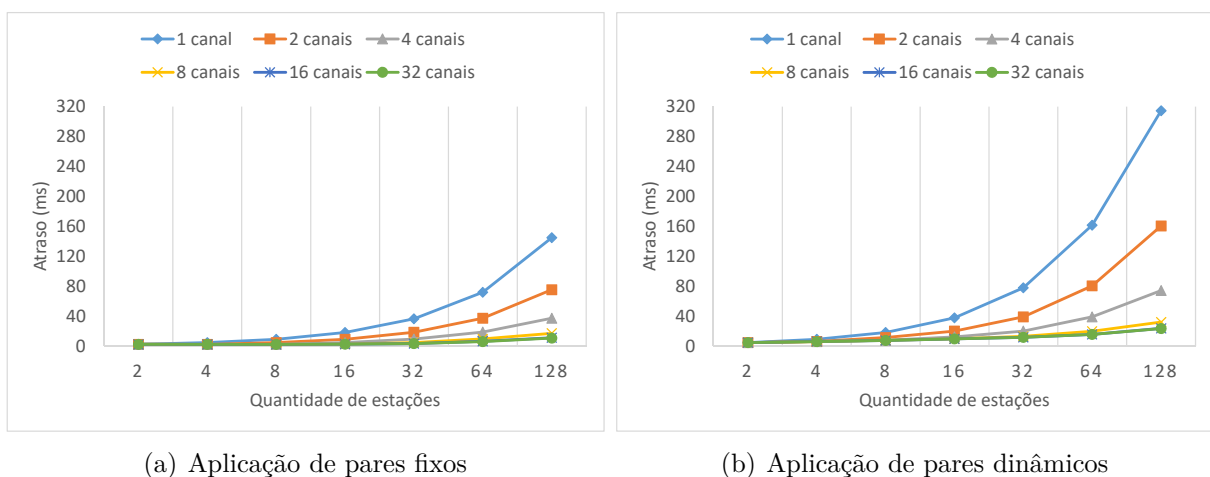 1 canal 2 canais 4 canais
8 canais 16 canais 32 canais
320
280
240
200
160
120
80
40
0
Atraso (ms)
2 4 8 16 32 64 128
Quantidade de estações
(a) Aplicação de pares fixos
1 canal 2 canais 4 canais
8 canais 16 canais 32 canais
320
280
240
200
160
120
80
40
0
Atraso (ms)
2 4 8 16 32 64 128
Quantidade de estações
(b) Aplicação de pares dinâmicos